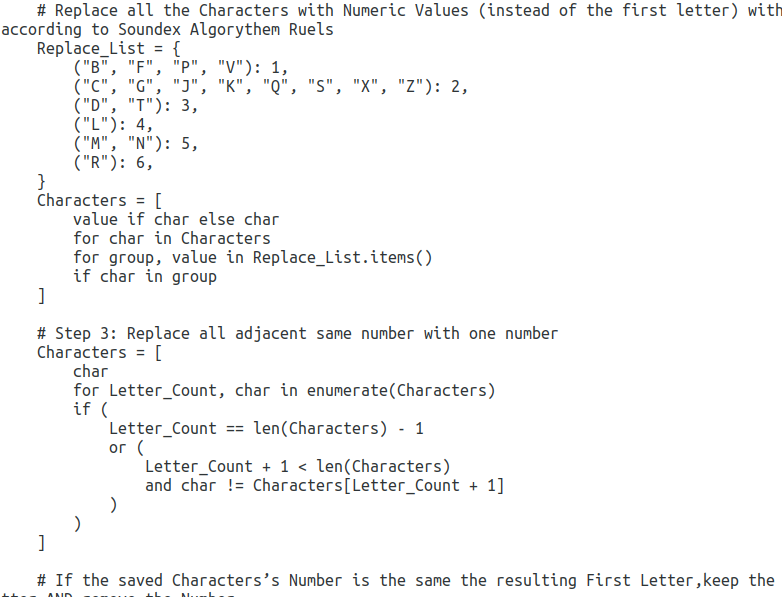 # Replace all the Characters with Numeric Values (instead of the first letter) with
according to Soundex Algorythem Ruels
Replace_List = {
("B", "F", "P", "V"): 1,
("C", "G", "J", "K", "Q", "S", "X", "Z"): 2,
("D", "T"): 3,
("L"): 4,
("M", "N"): 5,
("R"): 6,
}
Characters = [
value if char else char
for char in Characters
for group, value in Replace_List.items()
if char in group
]
# Step 3: Replace all adjacent same number with one number
Characters = [
char
for Letter_Count, char in enumerate(Characters)
if (
Letter_Count == len(Characters) - 1
or (
Letter_Count + 1 < len(Characters)
and char != Characters[Letter_Count + 1]
)
)
]
# If the saved Characters’s Number is the same the resulting First Letter,keep the
AND remove the Number